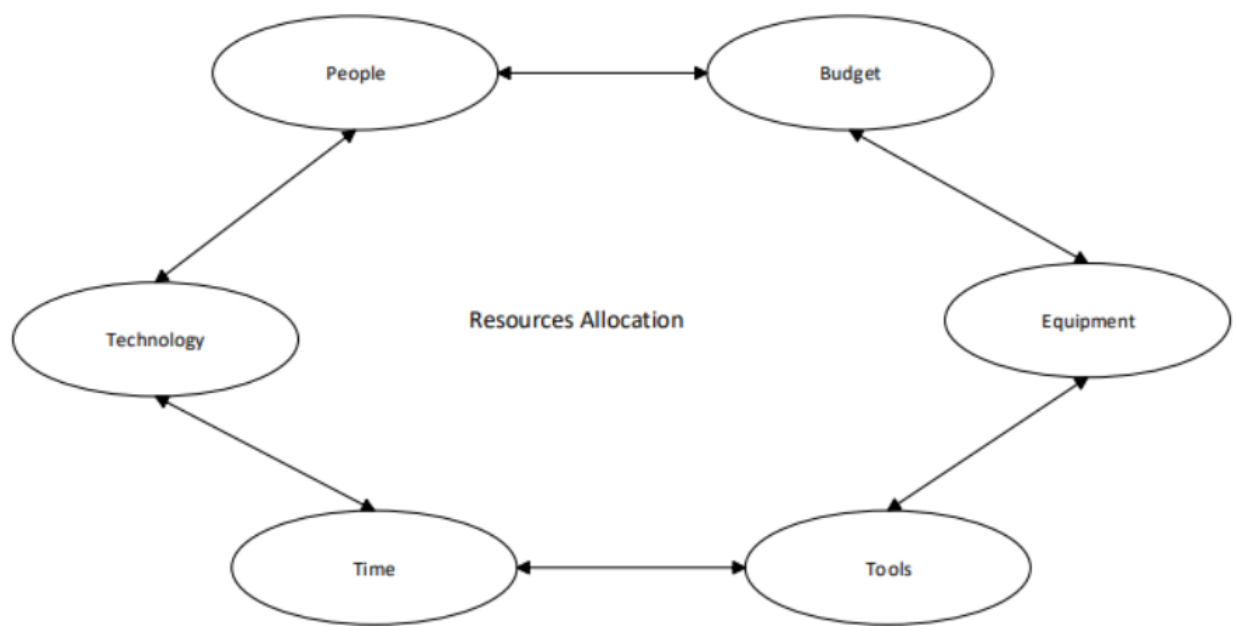 People
Budget
Technology
Resources Allocation
Equipment
Time
Tools